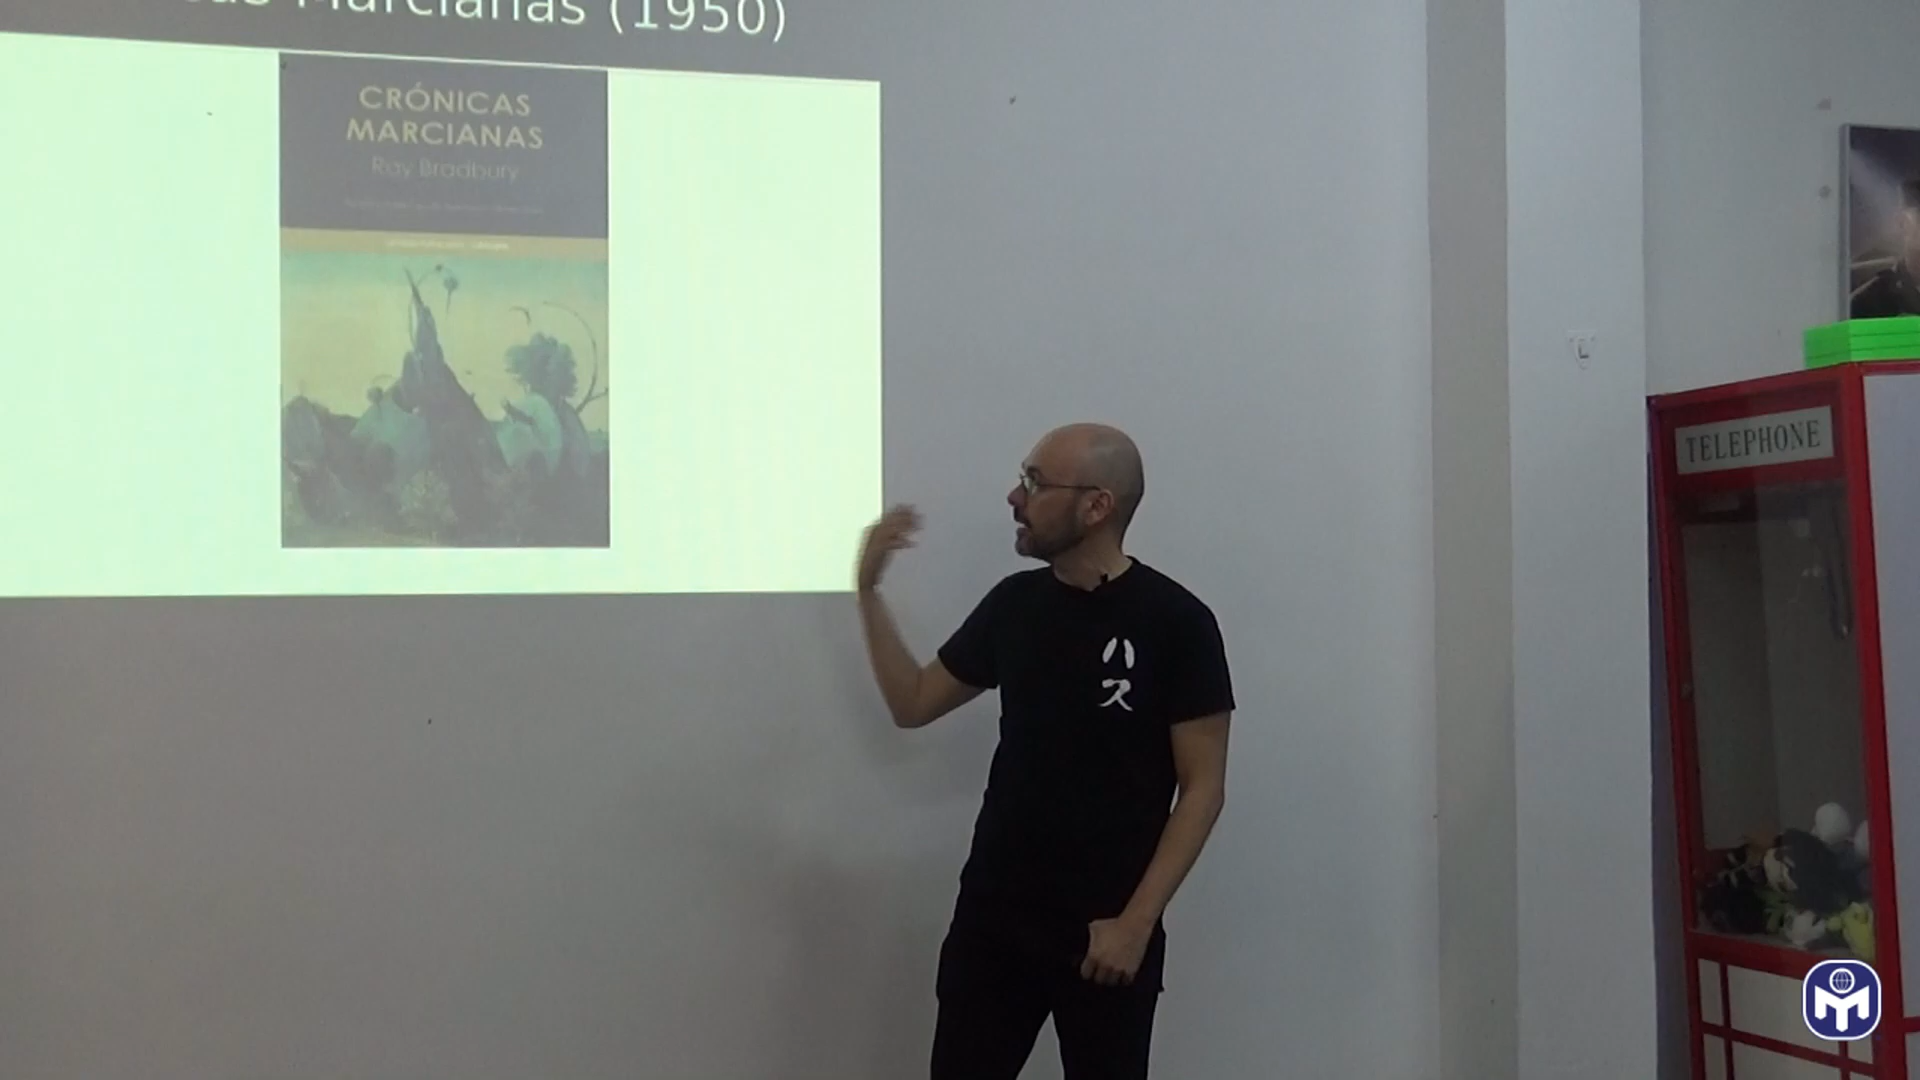 Marcianas (1950)
CRÓNICAS
MARCIANAS
Ray Bradbury
TELEPHONE
ハ
ス